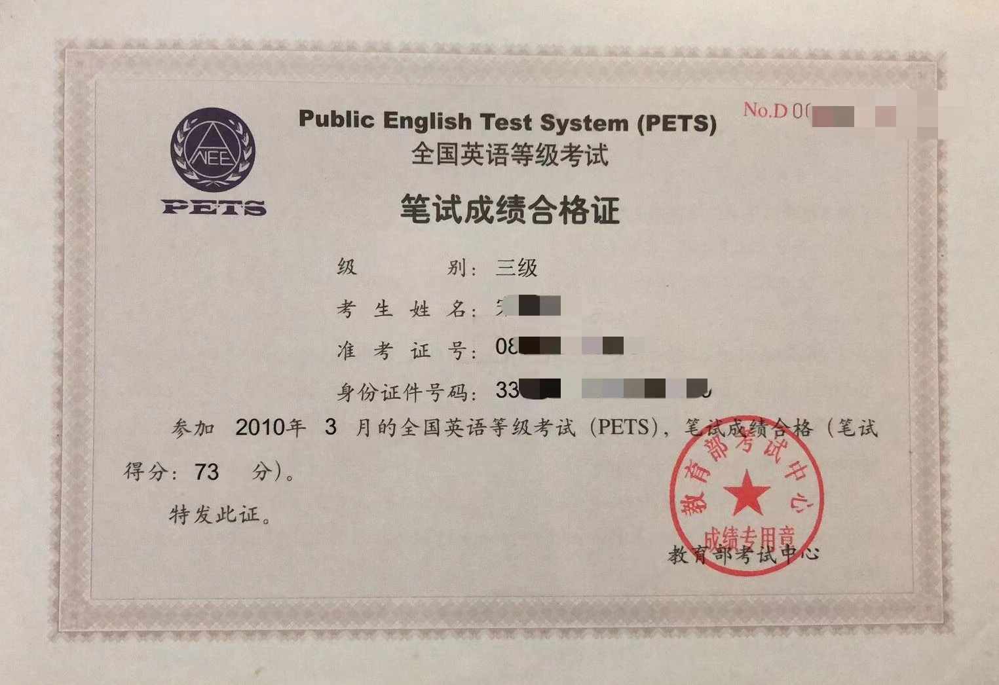 NEE
PETS
Public English Test System (PETS)
No.D 00
全国英语等级考试
笔试成绩合格证
级别：三级
考生姓名：
准考证号：08
身份证件号码：33
参加 2010年 3 月的全国英语等级考试（PETS），笔试成绩合格（笔试
得分：73 分）。
特发此证。
教育部考试中心
成绩专用章
教育部考试中心